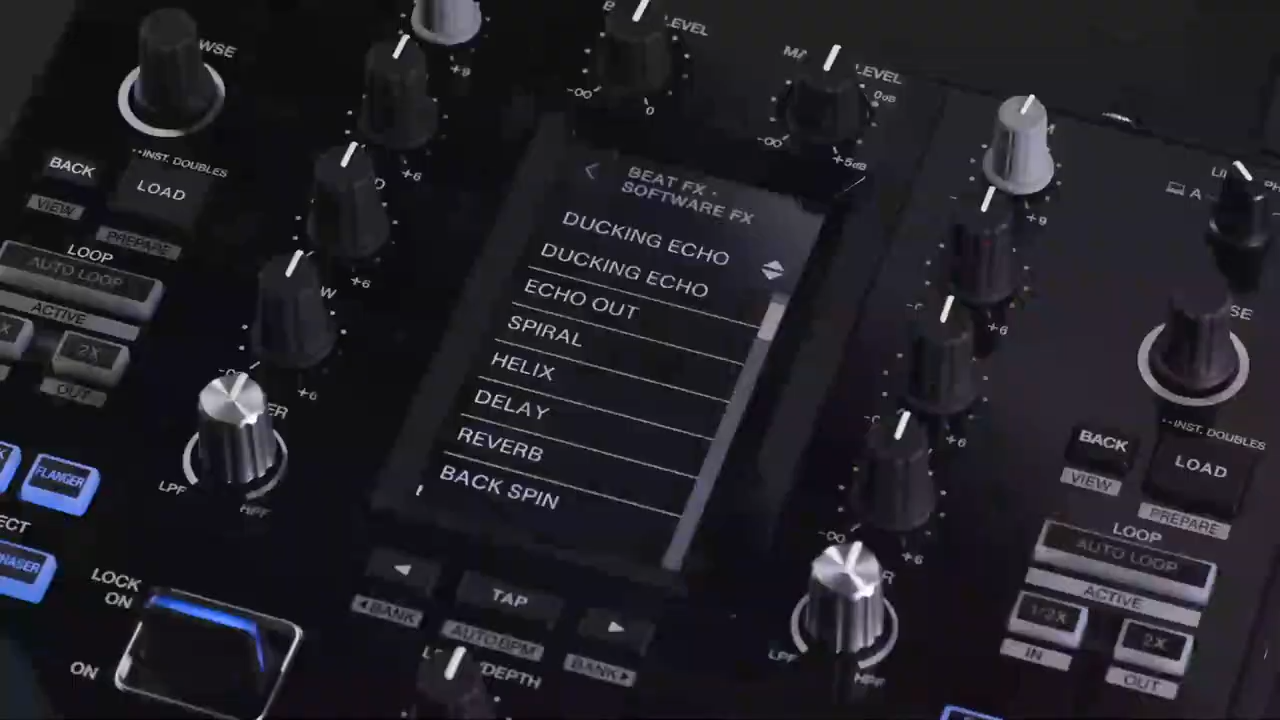 LEVEL
LEVEL
+9
-∞
0
0dB
-∞
+5dB
+6
INST. DOUBLES
BACK
LOAD
VIEW
PREPARE
LOOP
AUTO LOOP
ACTIVE
2X
OUT
+6
+6
LPF
HPF
FLANGER
LOCK
ON
ON
BEAT FX -
SOFTWARE FX
DUCKING ECHO
DUCKING ECHO
ECHO OUT
SPIRAL
HELIX
DELAY
REVERB
BACK SPIN
TAP
BANK
AUTO BPM
BANK
/DEPTH
+9
+6
+6
-∞
+6
LPF
HPF
INST. DOUBLES
BACK
LOAD
VIEW
PREPARE
LOOP
AUTO LOOP
ACTIVE
1/2X
2X
IN
OUT